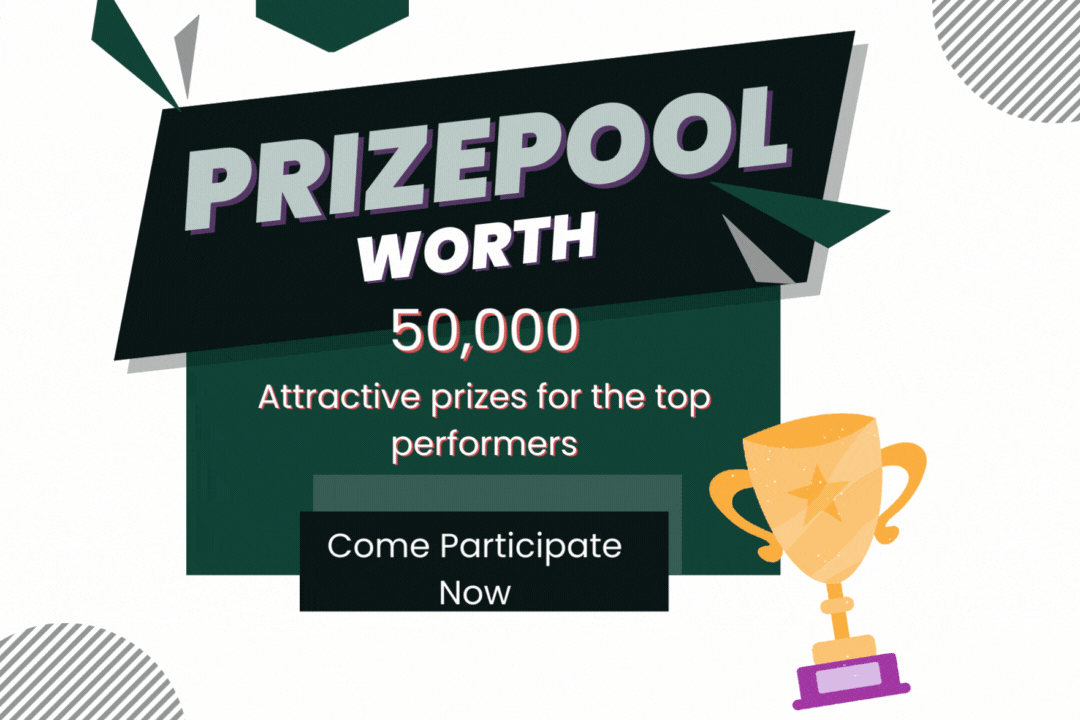 PRIZEPOOL
WORTH
50,000
Attractive prizes for the top
performers
Come Participate
Now